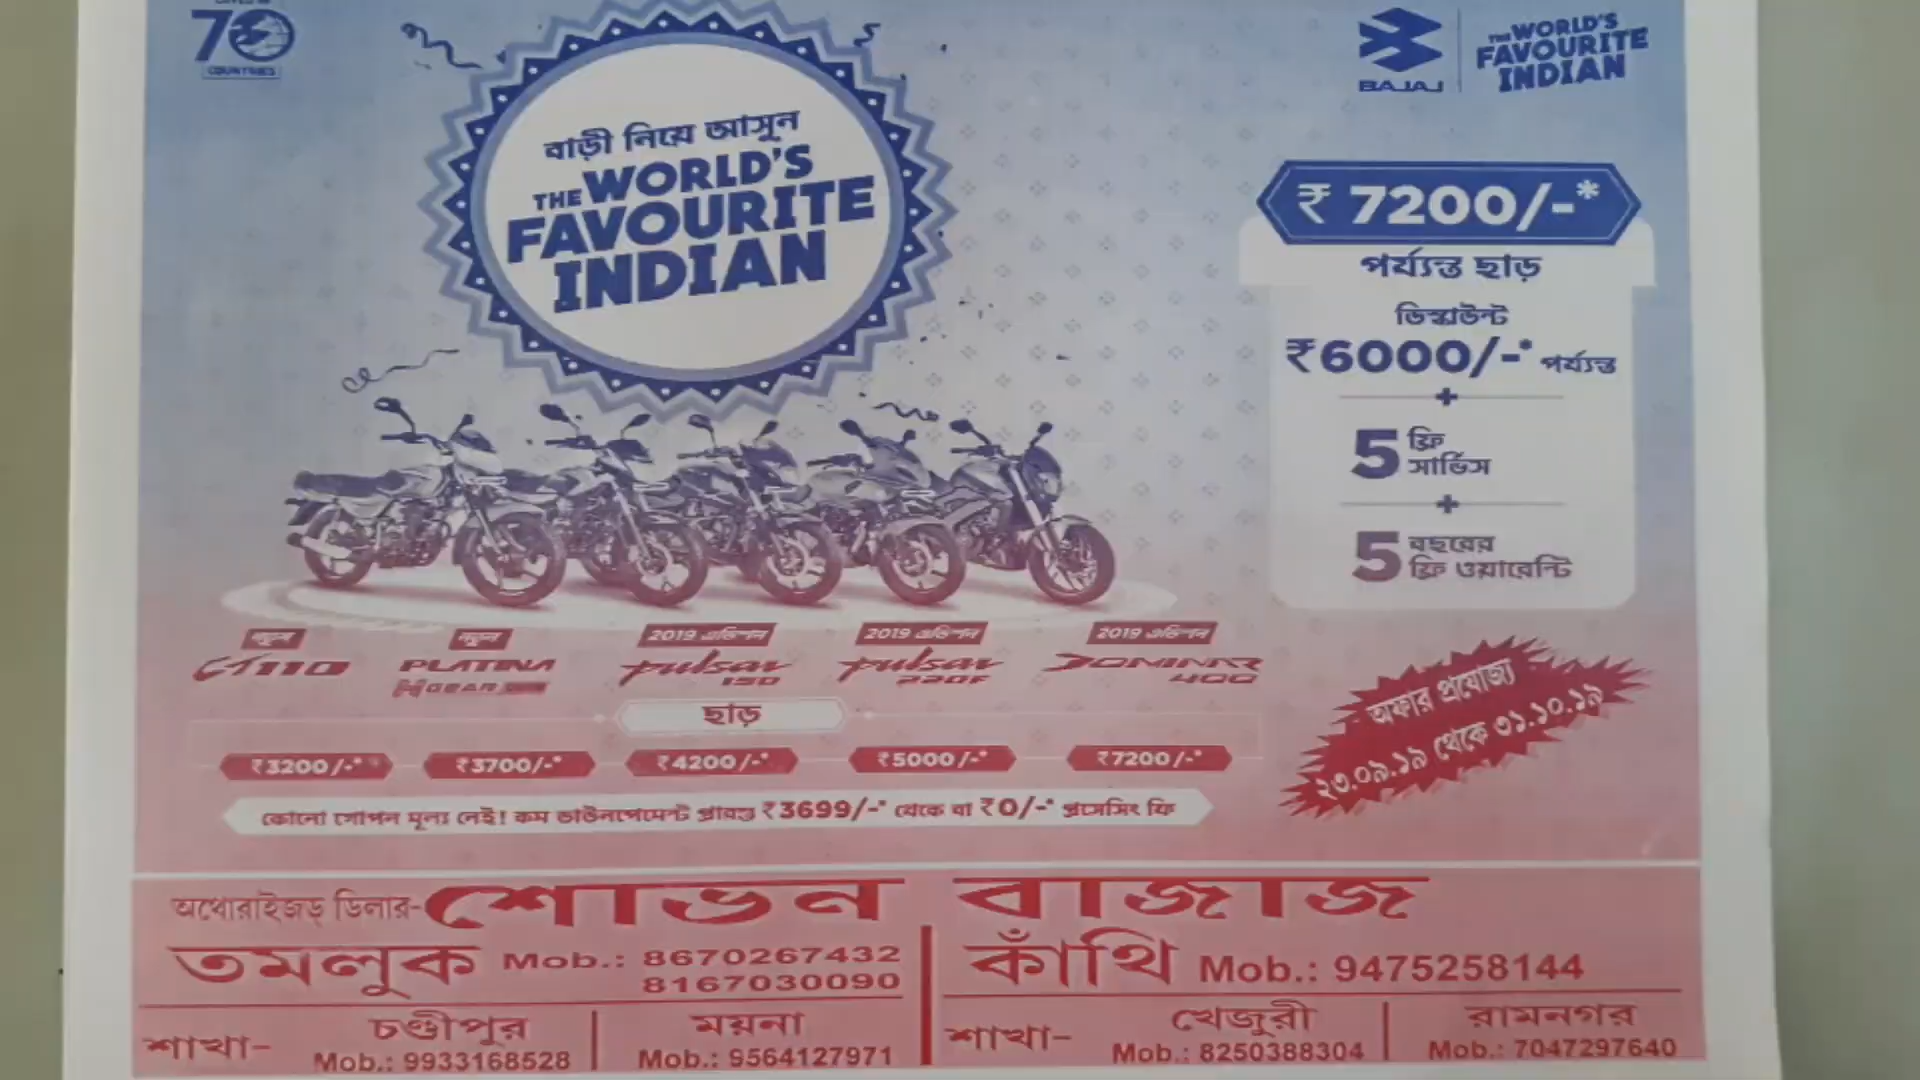 70
COUNTRIES
BAJAJ
THE WORLD'S
FAVOURITE
INDIAN
বাড়ী নিয়ে আসুন
THE WORLD'S
FAVOURITE
INDIAN
₹ 7200/-*
পর্য্যন্ত ছাড়
ডিস্কাউন্ট
₹6000/-* পর্য্যন্ত
+
5 ফ্রি
সার্ভিস
+
5 বছরের
ফ্রি ওয়ারেন্টি
নতুন
CT110
নতুন
PLATINA
H GEAR
2019 এডিশন
pulsar
150
2019 এডিশন
pulsar
220F
2019 এডিশন
DOMINAR
400
ছাড়
₹3200/-*
₹3700/-*
₹4200/-*
₹5000/-*
₹7200/-*
অফার প্রযোজ্য
২৩.০৯.১৯ থেকে ৩১.১০.১৯
কোনো গোপন মূল্য নেই! কম ডাউনপেমেন্ট প্রারম্ভ ₹3699/-* থেকে বা ₹0/-* প্রসেসিং ফি
অথোরাইজড্ ডিলার- শোভন বাজাজ
তমলুক Mob.: 8670267432
8167030090
কাঁথি Mob.: 9475258144
শাখা-
চণ্ডীপুর
Mob.: 9933168528
ময়না
Mob.: 9564127971
শাখা-
খেজুরী
Mob.: 8250388304
রামনগর
Mob.: 7047297640